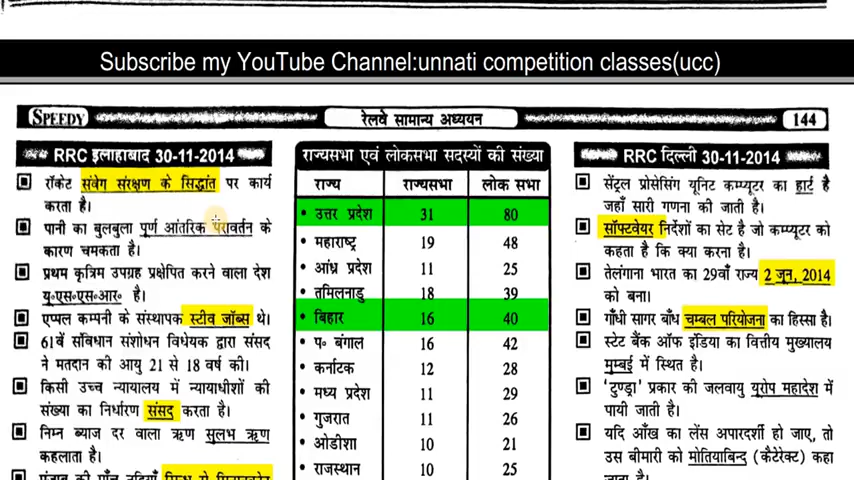 Subscribe my YouTube Channel:unnati competition classes(ucc)
SPEEDY
रेलवे सामान्य अध्ययन
144
RRC इलाहाबाद 30-11-2014
रॉकेट संवेग संरक्षण के सिद्धांत पर कार्य
करता है।
पानी का बुलबुला पूर्ण आंतरिक परावर्तन के
कारण चमकता है।
प्रथम कृत्रिम उपग्रह प्रक्षेपित करने वाला देश
यू॰एस॰एस॰आर॰ है।
एप्पल कम्पनी के संस्थापक स्टीव जॉब्स थे।
61वें संविधान संशोधन विधेयक द्वारा संसद
ने मतदान की आयु 21 से 18 वर्ष की।
किसी उच्च न्यायालय में न्यायाधीशों की
संख्या का निर्धारण संसद करता है।
निम्न ब्याज दर वाला ऋण सुलभ ऋण
कहलाता है।
राज्यसभा एवं लोकसभा सदस्यों की संख्या
राज्य राज्यसभा लोक सभा
• उत्तर प्रदेश 31 80
• महाराष्ट्र 19 48
• आंध्र प्रदेश 11 25
• तमिलनाडु 18 39
• बिहार 16 40
• प॰ बंगाल 16 42
• कर्नाटक 12 28
• मध्य प्रदेश 11 29
• गुजरात 11 26
• ओडीशा 10 21
• राजस्थान 10 25
RRC दिल्ली 30-11-2014
सेंट्रल प्रोसेसिंग यूनिट कम्प्यूटर का हार्ट है
जहाँ सारी गणना की जाती है।
सॉफ्टवेयर निर्देशों का सेट है जो कम्प्यूटर को
कहता है कि क्या करना है।
तेलंगाना भारत का 29वाँ राज्य 2 जून, 2014
को बना।
गाँधी सागर बाँध चम्बल परियोजना का हिस्सा है।
स्टेट बैंक ऑफ इंडिया का वित्तीय मुख्यालय
मुम्बई में स्थित है।
'टुण्ड्रा' प्रकार की जलवायु यूरोप महादेश में
पायी जाती है।
यदि आँख का लेंस अपारदर्शी हो जाए, तो
उस बीमारी को मोतियाबिन्द (कैटेरेक्ट) कहा